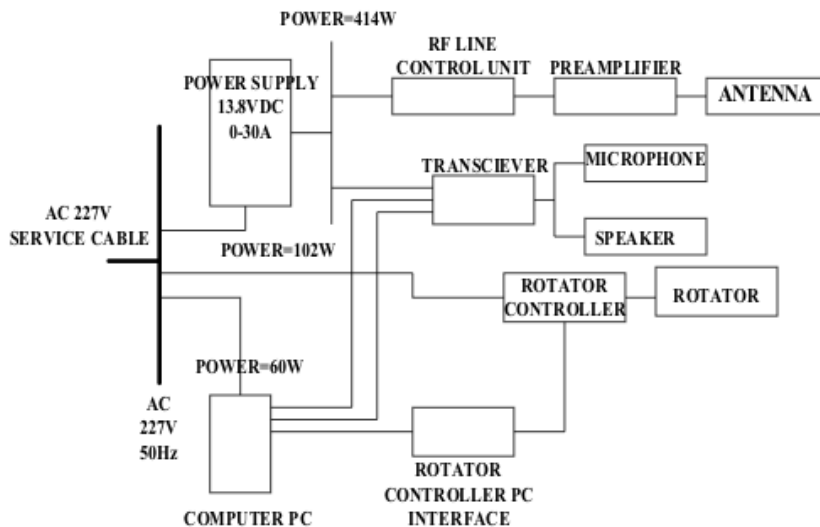 POWER=414W
RF LINE
CONTROL UNIT
PREAMPLIFIER
ANTENNA
POWER SUPPLY
13.8VDC
0-30A
TRANSCIEVER
MICROPHONE
SPEAKER
AC 227V
SERVICE CABLE
POWER=102W
ROTATOR
CONTROLLER
ROTATOR
POWER=60W
AC
227V
50Hz
COMPUTER PC
ROTATOR
CONTROLLER PC
INTERFACE